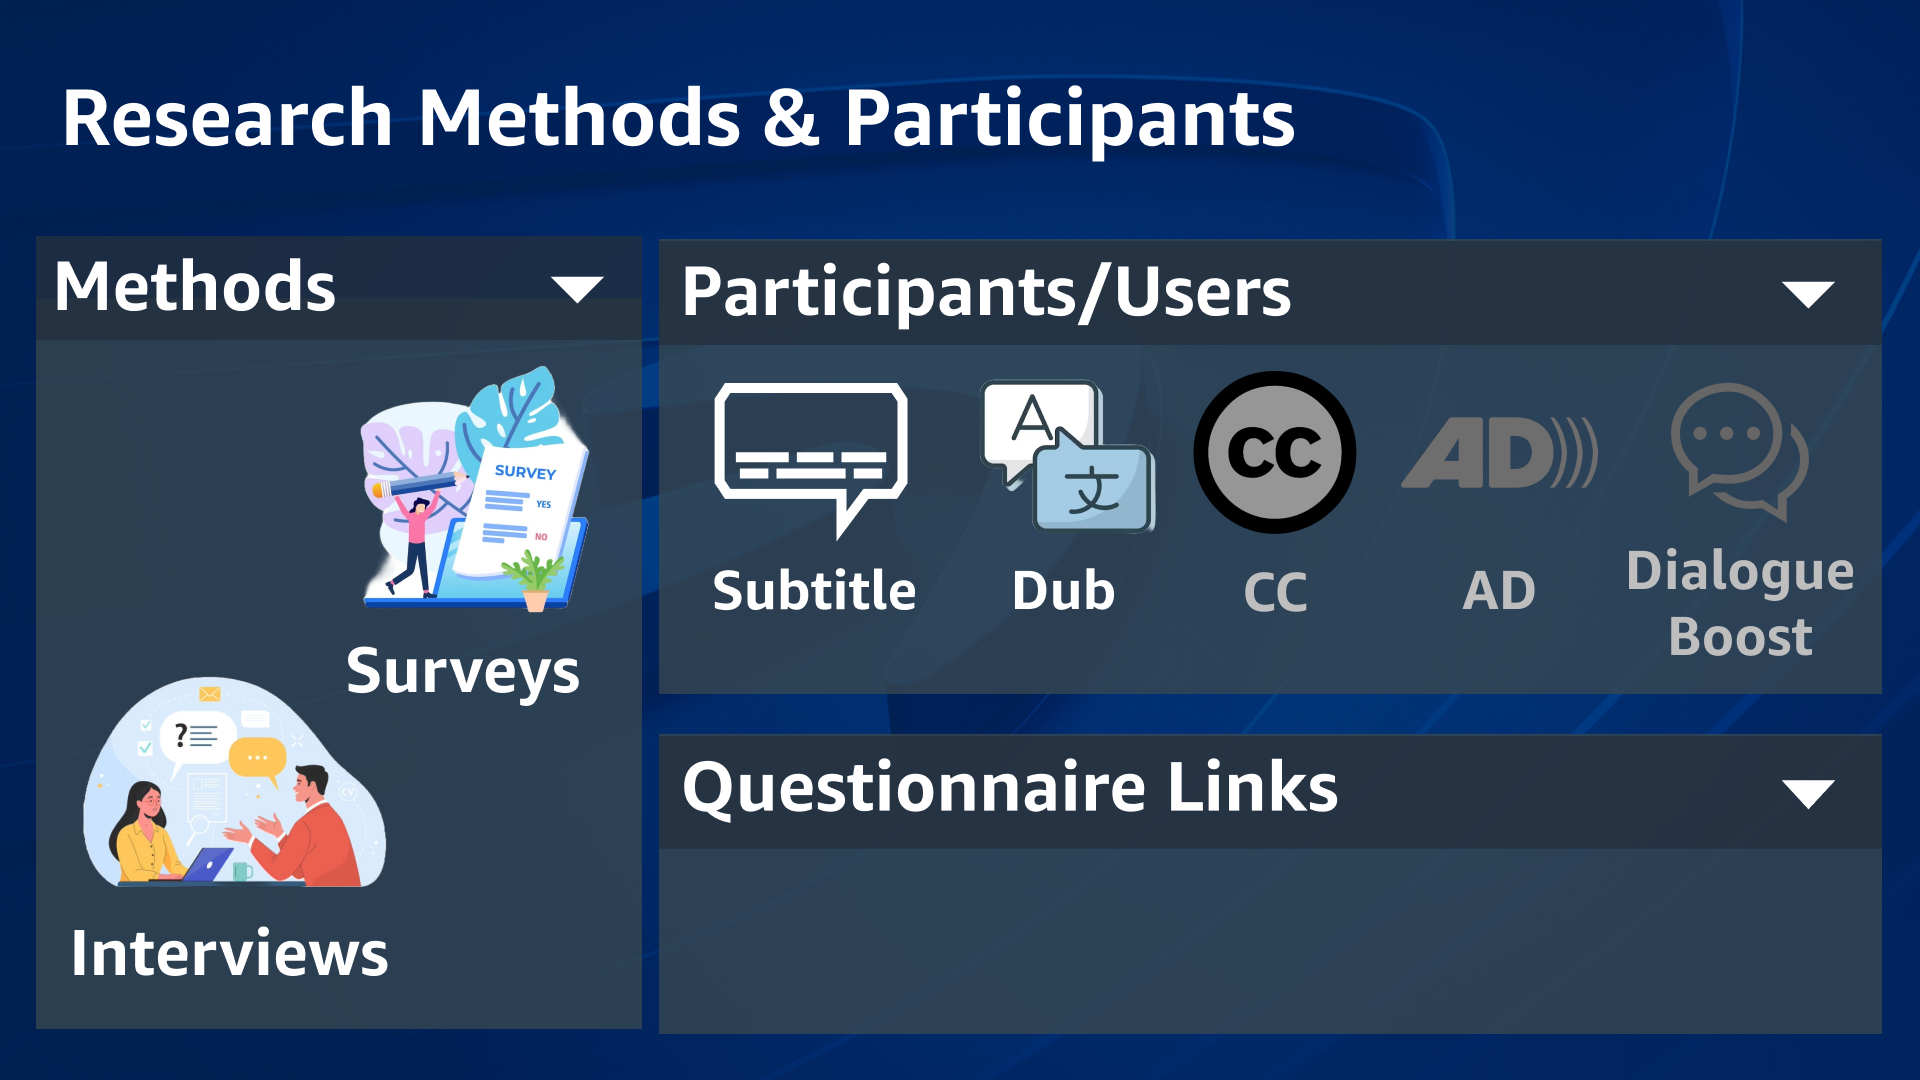 Research Methods & Participants
Methods
SURVEY
YES
NO
Surveys
?
CV
Interviews
Participants/Users
A
文
CC
AD
Subtitle
Dub
CC
AD
Dialogue
Boost
Questionnaire Links